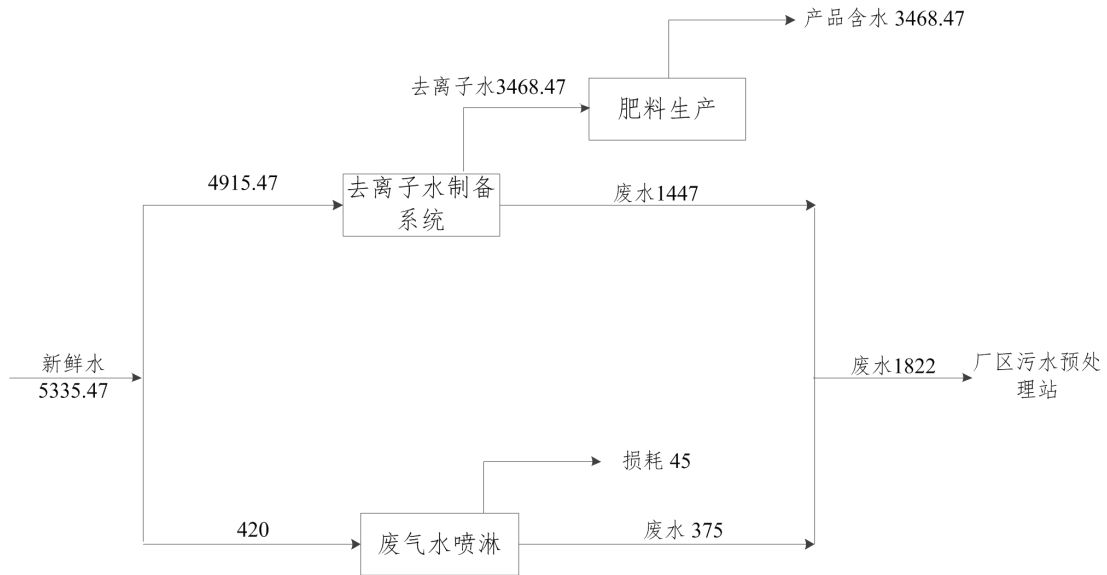 产品含水 3468.47
去离子水3468.47
肥料生产
4915.47
去离子水制备
系统
废水1447
新鲜水
5335.47
废水1822
厂区污水预处
理站
损耗 45
420
废气水喷淋
废水 375